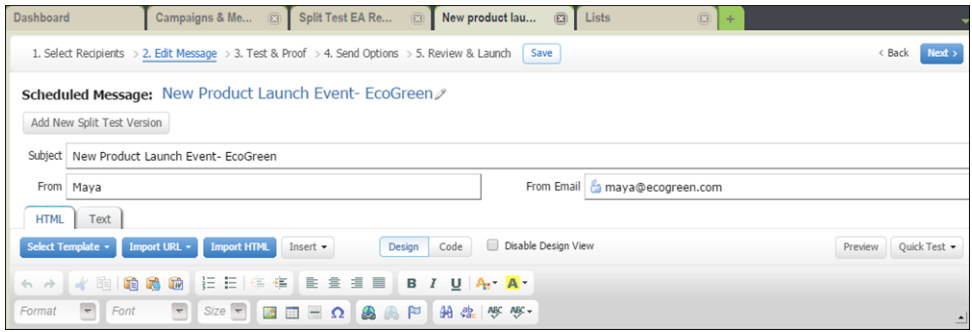 Dashboard Campaigns & Me... Split Test EA Re... New product lau... Lists +
1. Select Recipients > 2. Edit Message > 3. Test & Proof > 4. Send Options > 5. Review & Launch Save < Back Next >
Scheduled Message: New Product Launch Event- EcoGreen
Add New Split Test Version
Subject New Product Launch Event- EcoGreen
From Maya From Email maya@ecogreen.com
HTML Text
Select Template Import URL Import HTML Insert Design Code Disable Design View Preview Quick Test
B I U A A
Format Font Size Ω ABC ABC